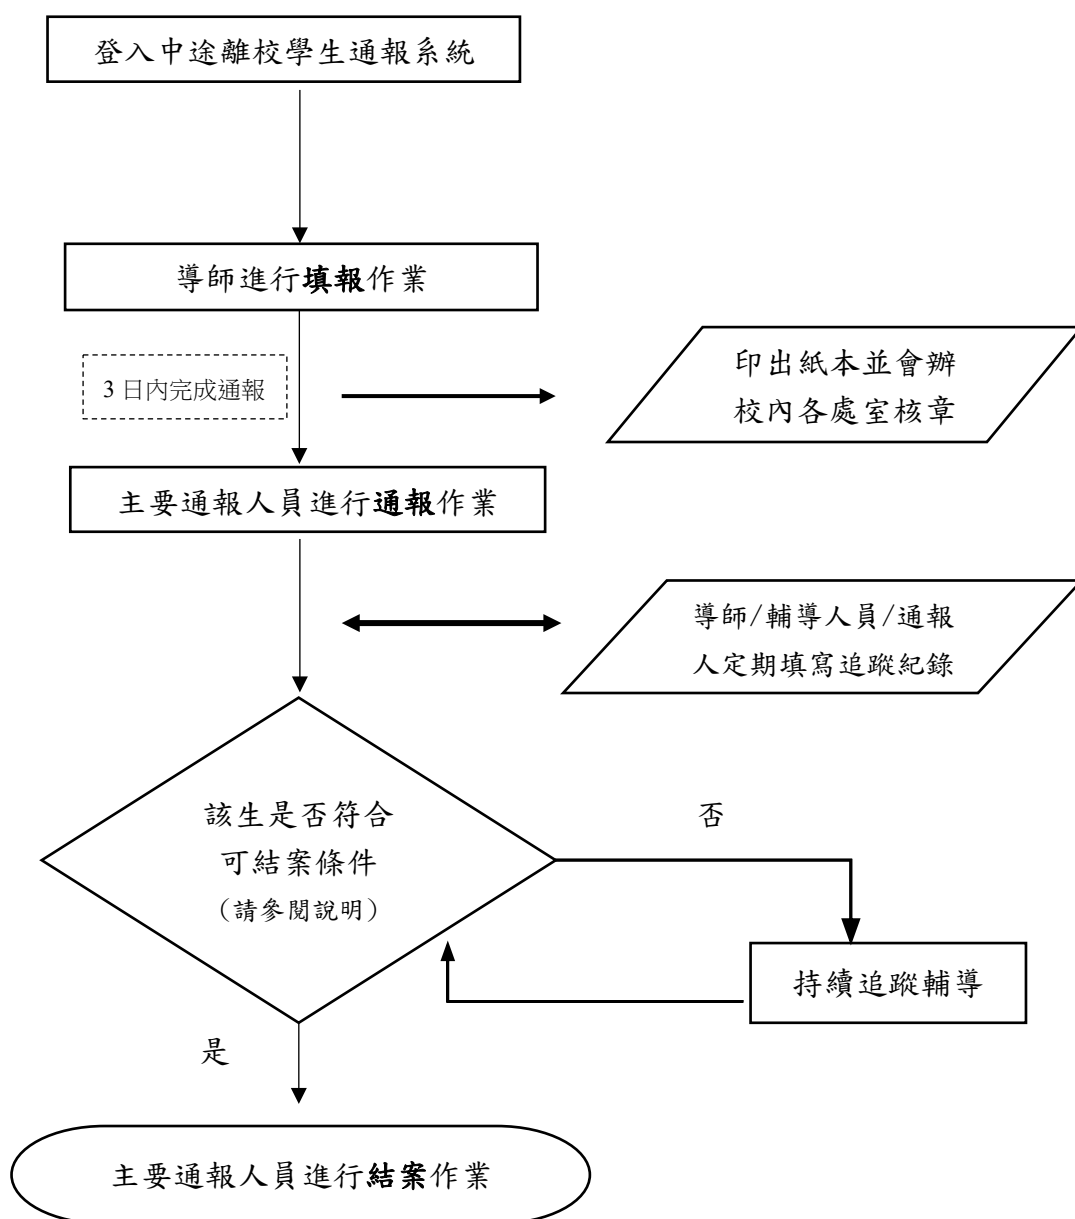 登入中途離校學生通報系統
導師進行填報作業
3 日內完成通報
印出紙本並會辦
校內各處室核章
主要通報人員進行通報作業
導師/輔導人員/通報
人定期填寫追蹤紀錄
該生是否符合
可結案條件
（請參閱說明）
否
持續追蹤輔導
是
主要通報人員進行結案作業